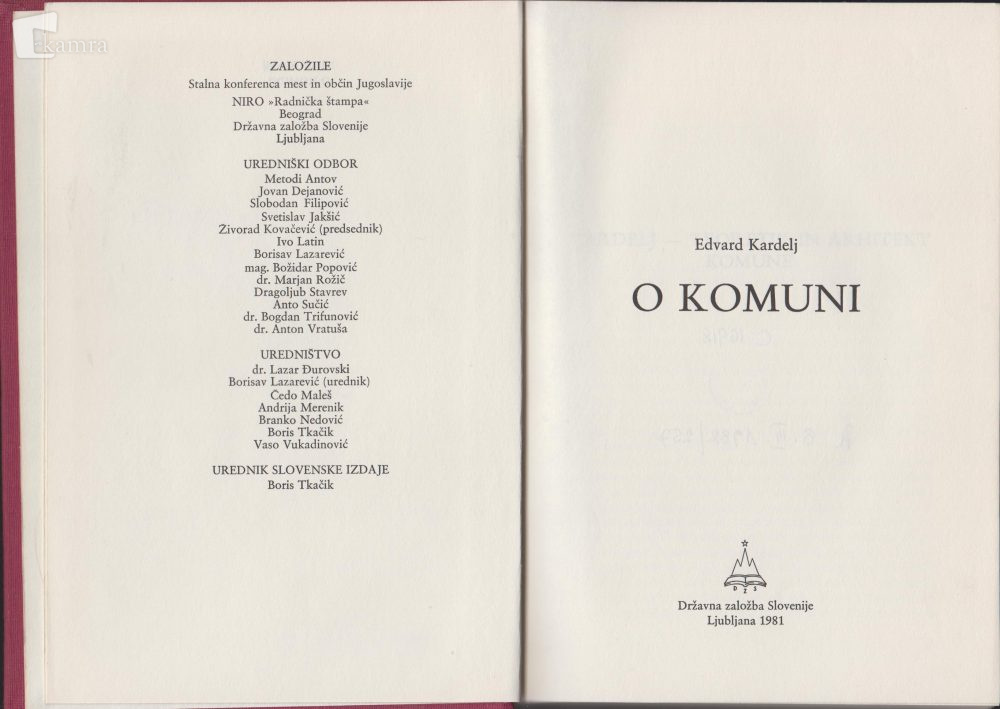 kamra
ZALOŽILE
Stalna konferenca mest in občin Jugoslavije
NIRO »Radnička štampa«
Beograd
Državna založba Slovenije
Ljubljana
UREDNIŠKI ODBOR
Metodi Antov
Jovan Dejanović
Slobodan Filipović
Svetislav Jakšić
Živorad Kovačević (predsednik)
Ivo Latin
Borisav Lazarević
mag. Božidar Popović
dr. Marjan Rožič
Dragoljub Stavrev
Anto Sučić
dr. Bogdan Trifunović
dr. Anton Vratuša
UREDNIŠTVO
dr. Lazar Đurovski
Borisav Lazarević (urednik)
Čedo Maleš
Andrija Merenik
Branko Nedović
Boris Tkačik
Vaso Vukadinović
UREDNIK SLOVENSKE IZDAJE
Boris Tkačik
Edvard Kardelj
O KOMUNI
D Z S
Državna založba Slovenije
Ljubljana 1981